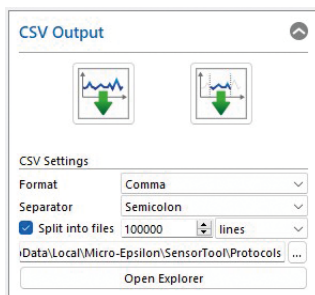 CSV Output
CSV Settings
Format Comma
Separator Semicolon
Split into files 100000 lines
Data\Local\Micro-Epsilon\SensorTool\Protocols ...
Open Explorer